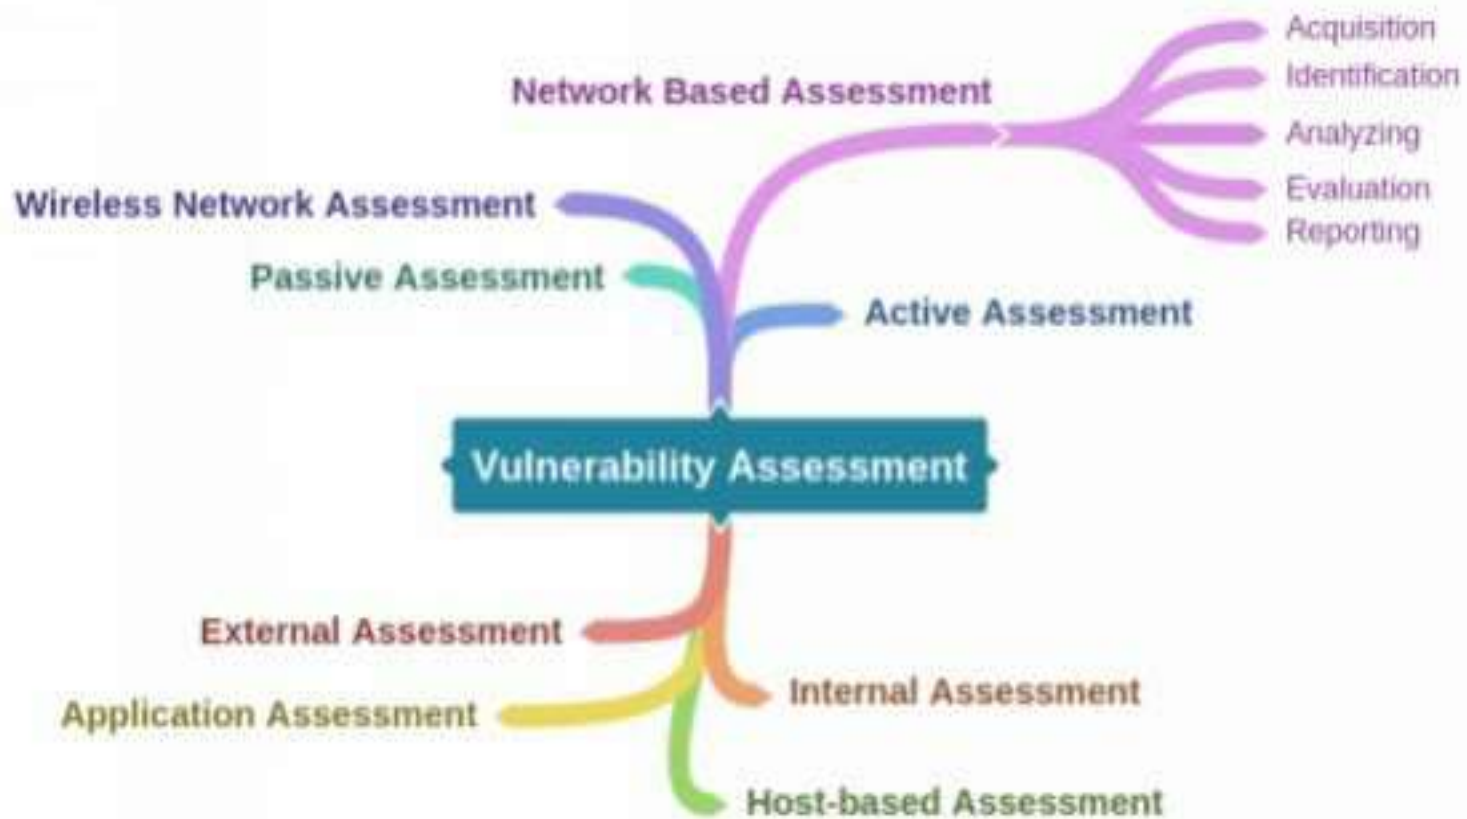 Acquisition
Identification
Network Based Assessment
Analyzing
Evaluation
Reporting
Wireless Network Assessment
Passive Assessment
Active Assessment
Vulnerability Assessment
External Assessment
Internal Assessment
Application Assessment
Host-based Assessment